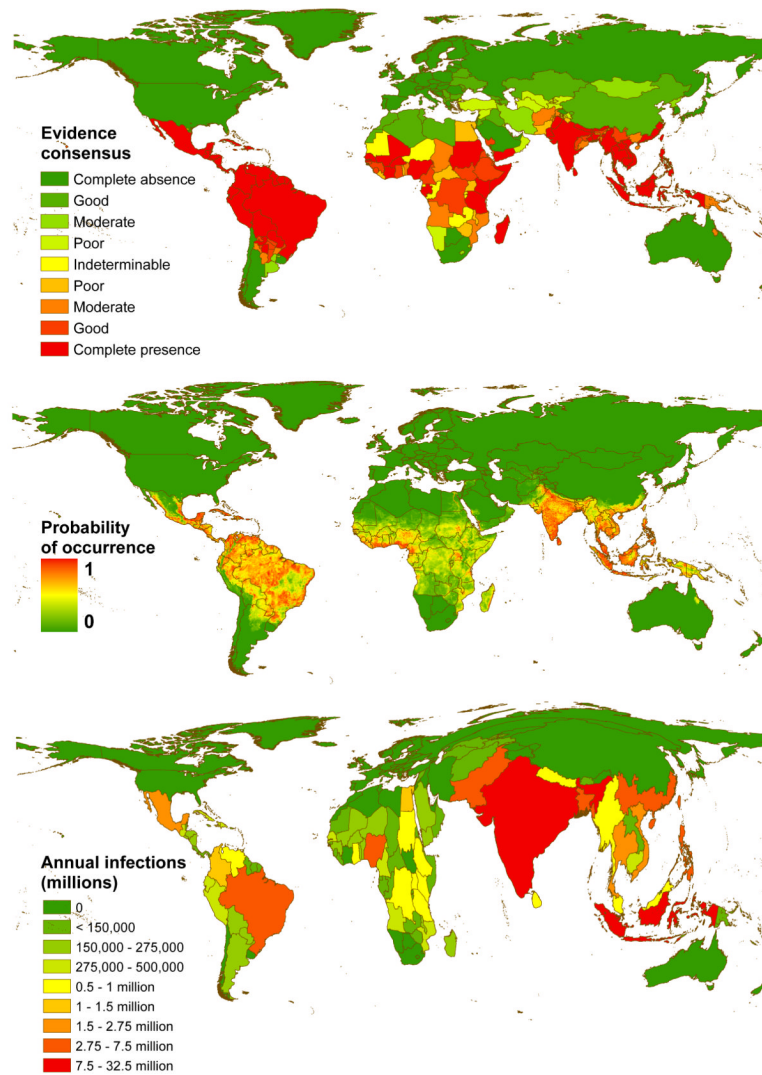 Evidence
consensus
Complete absence
Good
Moderate
Poor
Indeterminable
Poor
Moderate
Good
Complete presence
Probability
of occurrence
1
0
Annual infections
(millions)
0
< 150,000
150,000 - 275,000
275,000 - 500,000
0.5 - 1 million
1 - 1.5 million
1.5 - 2.75 million
2.75 - 7.5 million
7.5 - 32.5 million